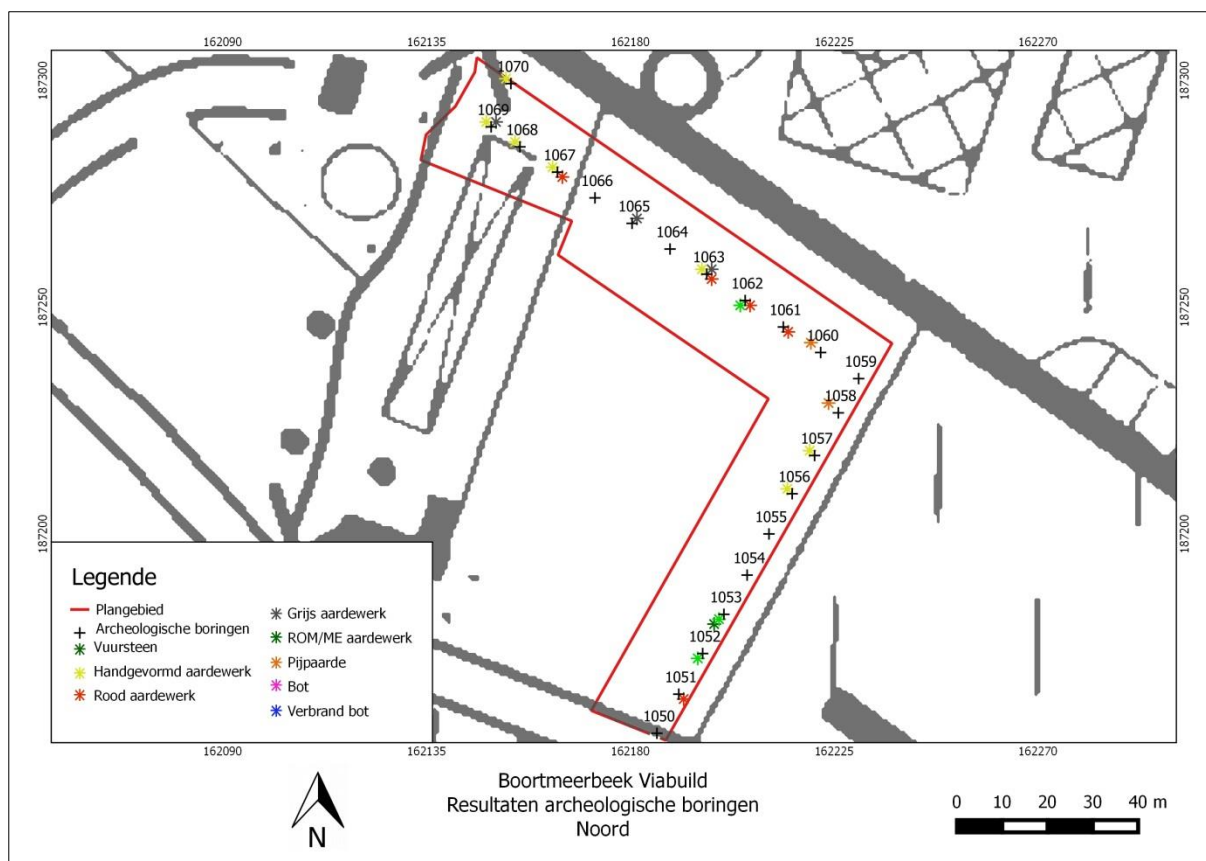 162090 162135 162180 162225 162270
187300
187300
1070
1069
1068
1067
1066
1065
1064
1063
1062
1061
1060
1059
1058
1057
1056
1055
1054
1053
1052
1051
1050
187250
187250
187200
187200
Legende
Plangebied
Archeologische boringen
Vuursteen
Handgevormd aardewerk
Rood aardewerk
Grijs aardewerk
ROM/ME aardewerk
Pijpaarde
Bot
Verbrand bot
162090 162135 162180 162225 162270
N
Boortmeerbeek Viabuild
Resultaten archeologische boringen
Noord
0 10 20 30 40 m